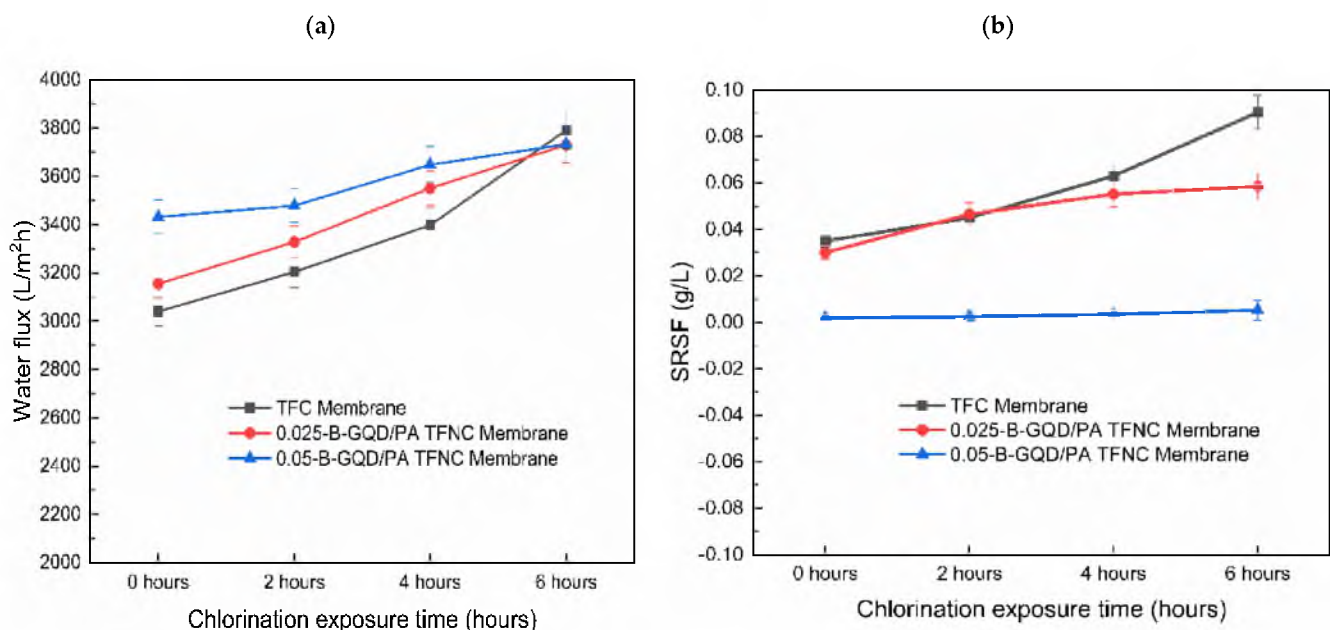 (a)
4000
3800
3600
3400
3200
3000
2800
2600
2400
2200
2000
Water flux (L/m²h)
TFC Membrane
0.025-B-GQD/PA TFNC Membrane
0.05-B-GQD/PA TFNC Membrane
0 hours 2 hours 4 hours 6 hours
Chlorination exposure time (hours)
(b)
0.10
0.08
0.06
0.04
0.02
0.00
-0.02
-0.04
-0.06
-0.08
-0.10
SRSF (g/L)
TFC Membrane
0.025-B-GQD/PA TFNC Membrane
0.05-B-GQD/PA TFNC Membrane
0 hours 2 hours 4 hours 6 hours
Chlorination exposure time (hours)